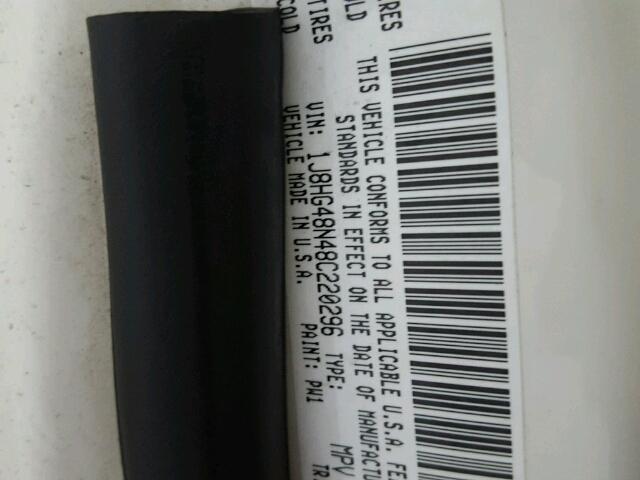 TIRES
COLD
THIS VEHICLE CONFORMS TO ALL APPLICABLE U.S.A.
STANDARDS IN EFFECT ON THE DATE OF
VIN: 1J8HG48N48C220296 TYPE: MPV
VEHICLE MADE IN U.S.A. PAINT: PW1